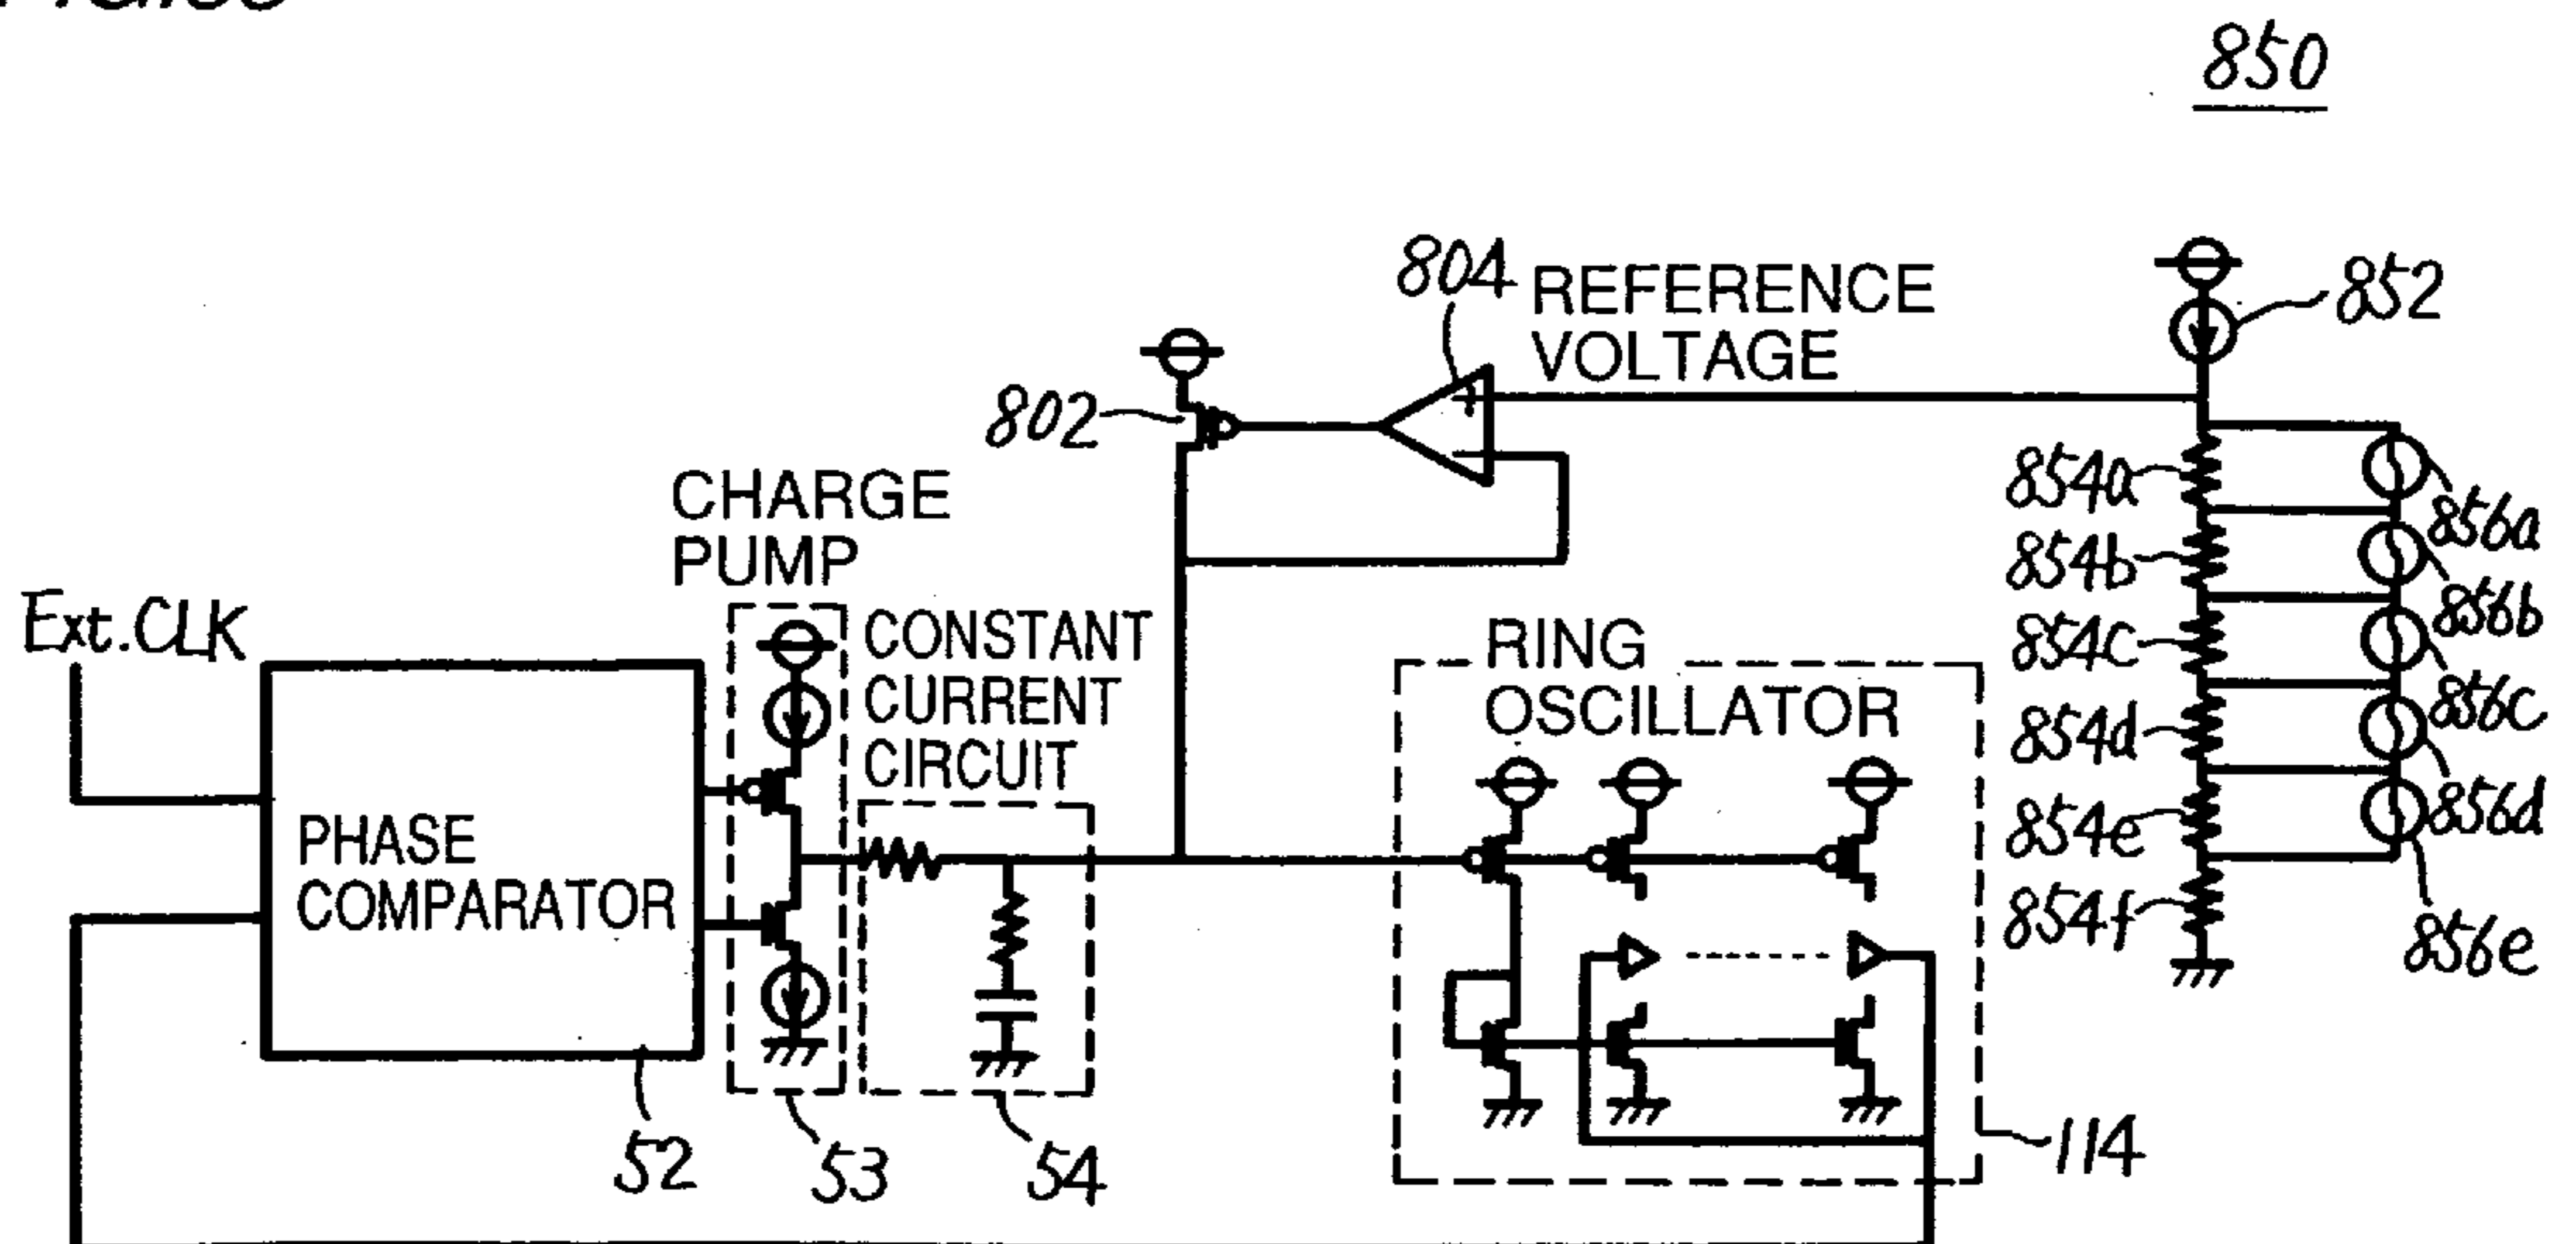 850
804
REFERENCE
VOLTAGE
852
802
+
−
CHARGE
PUMP
854a
856a
854b
856b
854c
856c
854d
856d
854e
856e
854f
Ext.CLK
CONSTANT
CURRENT
CIRCUIT
RING
OSCILLATOR
PHASE
COMPARATOR
52
53
54
114